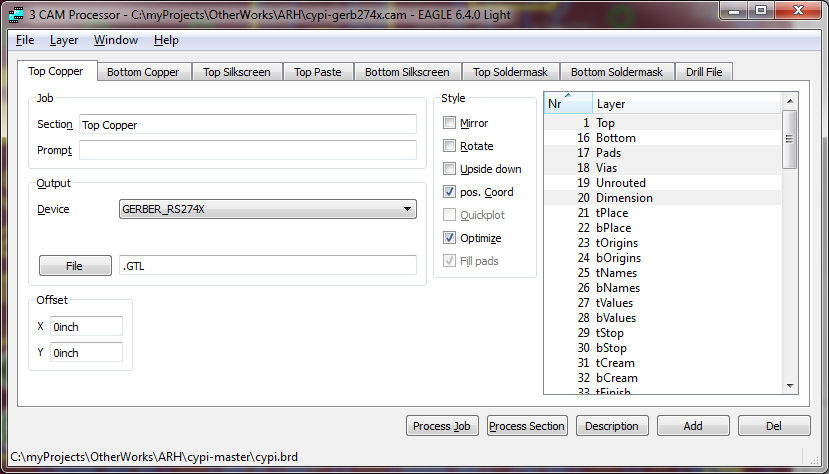 3 CAM Processor - C:\myProjects\OtherWorks\ARH\cypi-gerb274x.cam - EAGLE 6.4.0 Light
File Layer Window Help
Top Copper Bottom Copper Top Silkscreen Top Paste Bottom Silkscreen Top Soldermask Bottom Soldermask Drill File
Job
Section Top Copper
Prompt
Output
Device GERBER_RS274X
File .GTL
Offset
X 0inch
Y 0inch
Style
Mirror
Rotate
Upside down
pos. Coord
Quickplot
Optimize
Fill pads
Nr Layer
1 Top
16 Bottom
17 Pads
18 Vias
19 Unrouted
20 Dimension
21 tPlace
22 bPlace
23 tOrigins
24 bOrigins
25 tNames
26 bNames
27 tValues
28 bValues
29 tStop
30 bStop
31 tCream
32 bCream
33 tFinish
Process Job Process Section Description Add Del
C:\myProjects\OtherWorks\ARH\cypi-master\cypi.brd